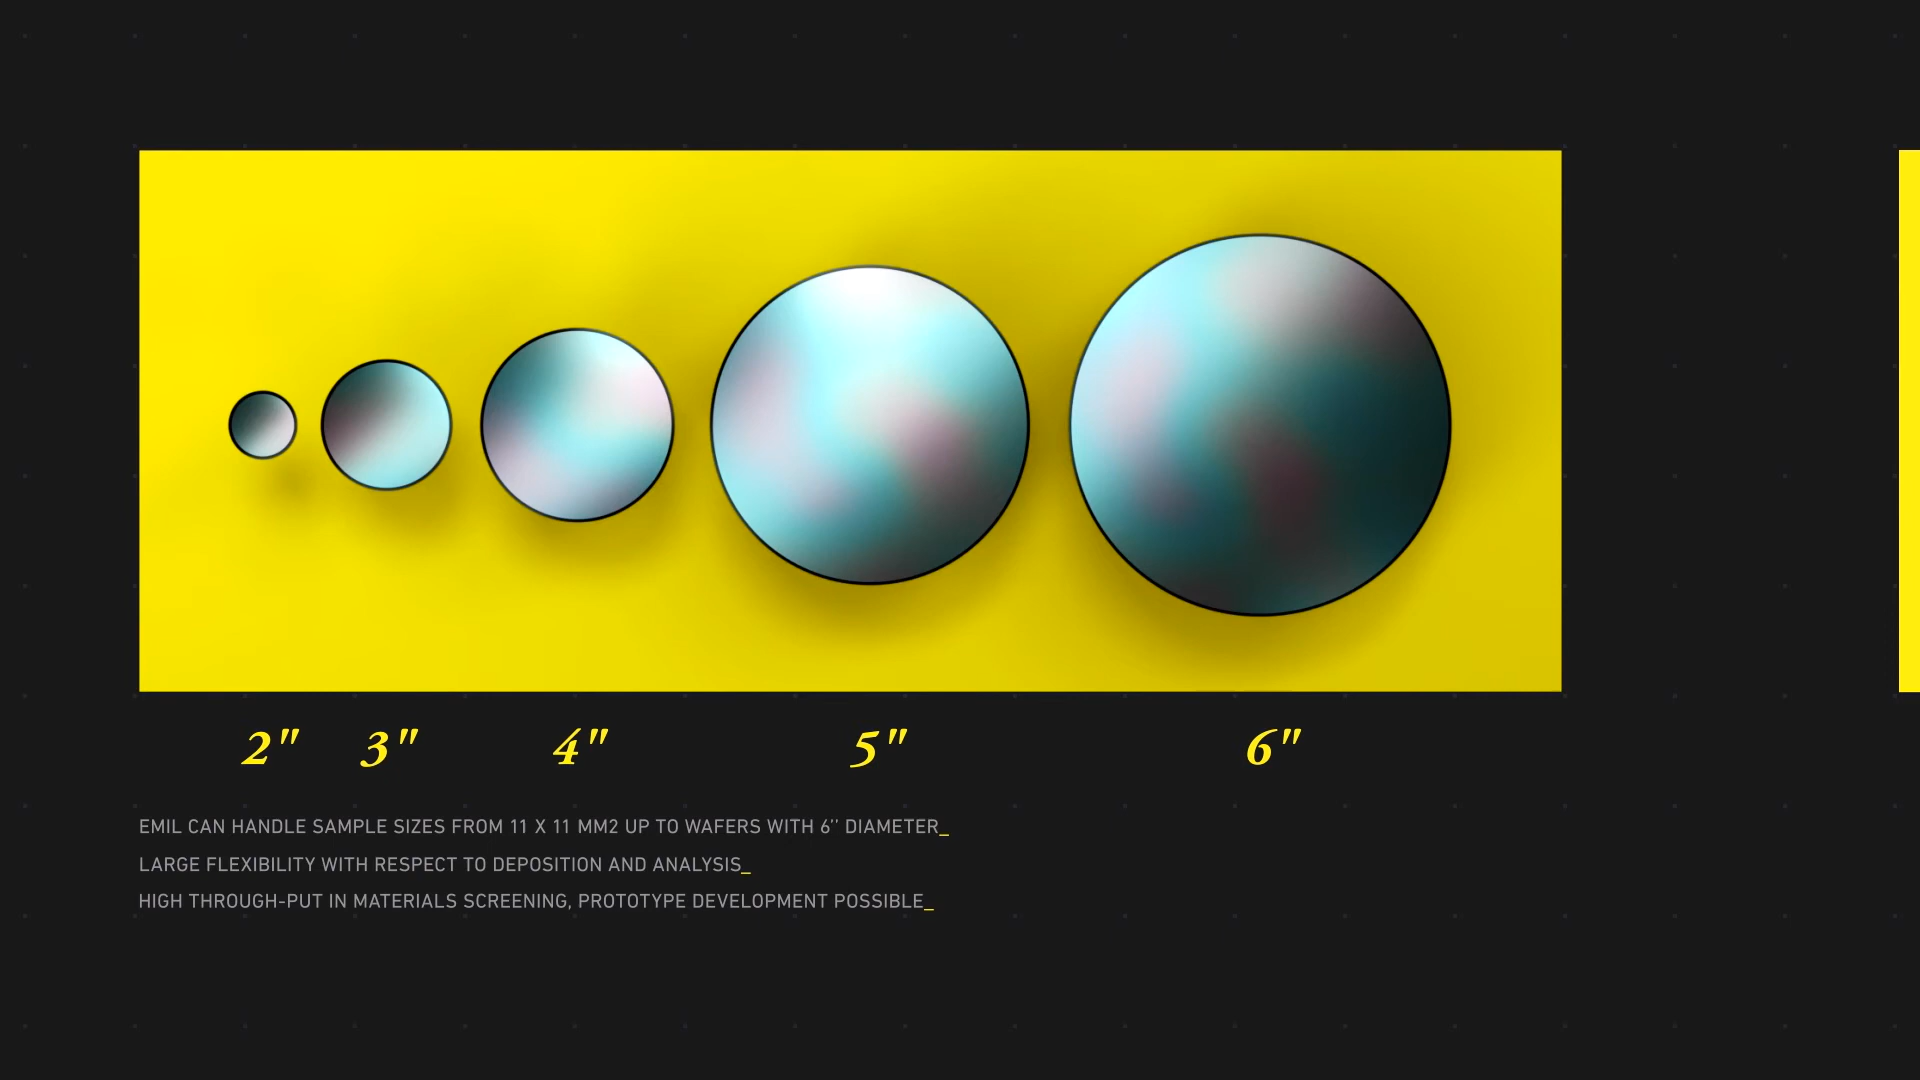 2" 3" 4" 5" 6"
EMIL CAN HANDLE SAMPLE SIZES FROM 11 X 11 MM2 UP TO WAFERS WITH 6'' DIAMETER_
LARGE FLEXIBILITY WITH RESPECT TO DEPOSITION AND ANALYSIS_
HIGH THROUGH-PUT IN MATERIALS SCREENING, PROTOTYPE DEVELOPMENT POSSIBLE_